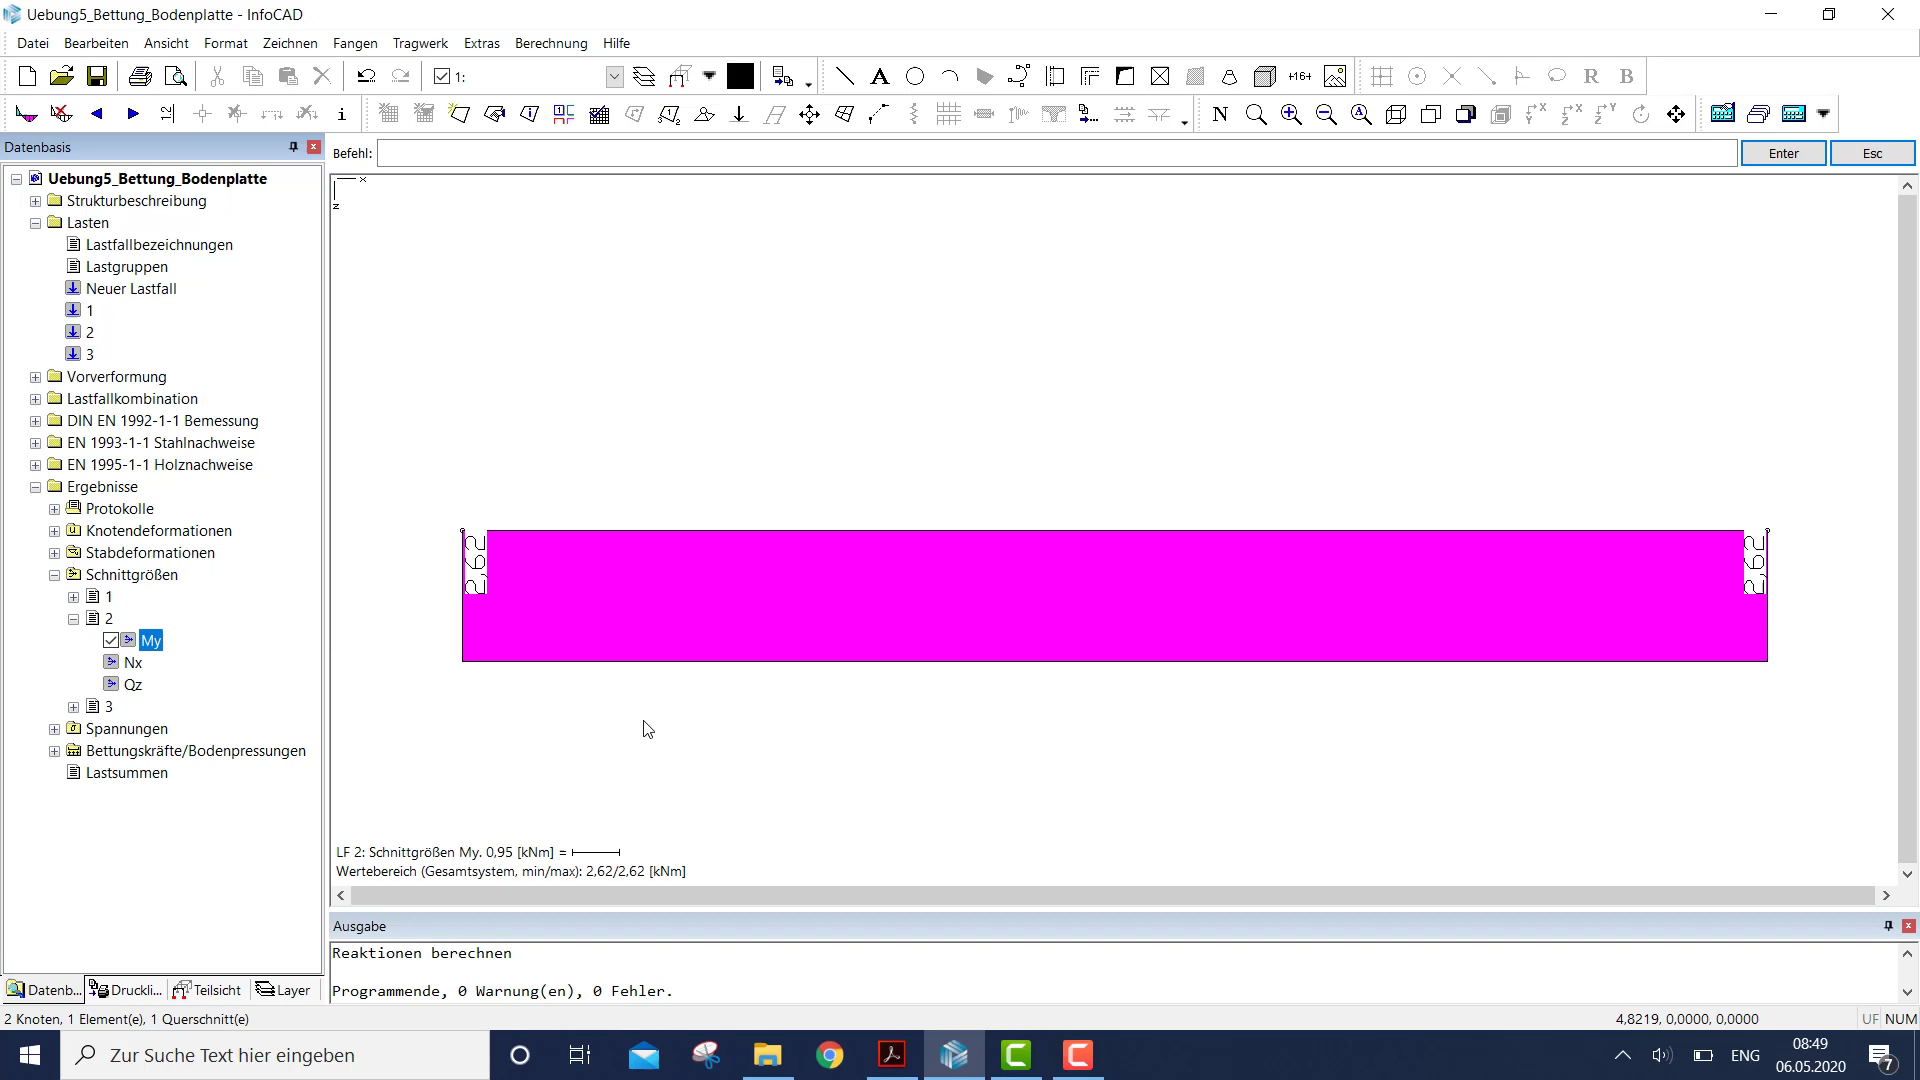 Uebung5_Bettung_Bodenplatte - InfoCAD
Datei Bearbeiten Ansicht Format Zeichnen Fangen Tragwerk Extras Berechnung Hilfe
1:
+16+
R B
N
Datenbasis
Befehl:
Enter
Esc
Uebung5_Bettung_Bodenplatte
Strukturbeschreibung
Lasten
Lastfallbezeichnungen
Lastgruppen
Neuer Lastfall
1
2
3
Vorverformung
Lastfallkombination
DIN EN 1992-1-1 Bemessung
EN 1993-1-1 Stahlnachweise
EN 1995-1-1 Holznachweise
Ergebnisse
Protokolle
Knotendeformationen
Stabdeformationen
Schnittgrößen
1
2
My
Nx
Qz
3
Spannungen
Bettungskräfte/Bodenpressungen
Lastsummen
x
z
2,62
2,62
LF 2: Schnittgrößen My. 0,95 [kNm] =
Wertebereich (Gesamtsystem, min/max): 2,62/2,62 [kNm]
Ausgabe
Reaktionen berechnen
Programmende, 0 Warnung(en), 0 Fehler.
Datenb... Druckli... Teilsicht Layer
2 Knoten, 1 Element(e), 1 Querschnitt(e)
4,8219, 0,0000, 0,0000
UF NUM
Zur Suche Text hier eingeben
ENG
08:49
06.05.2020
7